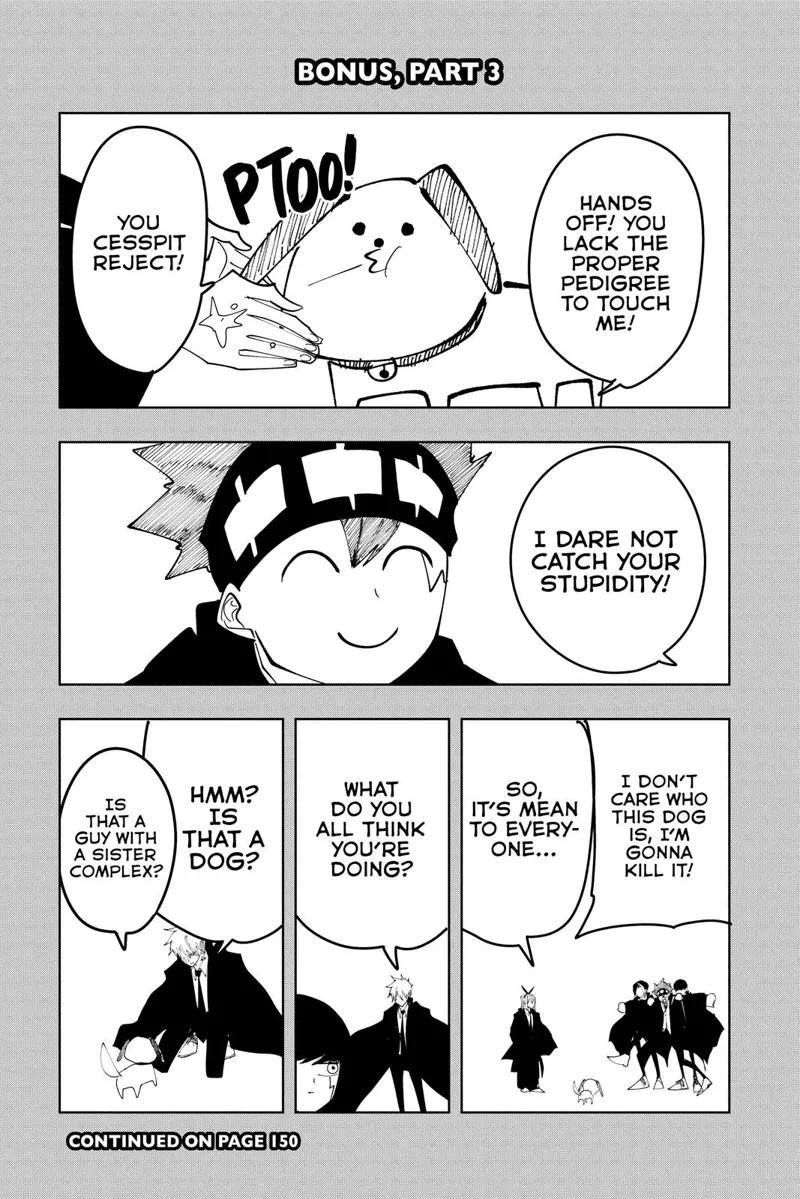 BONUS, PART 3
HANDS
OFF! YOU
LACK THE
PROPER
PEDIGREE
TO TOUCH
ME!
PTOO!
YOU
CESSPIT
REJECT!
I DARE NOT
CATCH YOUR
STUPIDITY!
I DON'T
CARE WHO
THIS DOG
IS, I'M
GONNA
KILL IT!
SO,
IT'S MEAN
TO EVERY-
ONE...
WHAT
DO YOU
ALL THINK
YOU'RE
DOING?
HMM?
IS
THAT A
DOG?
IS
THAT A
GUY WITH
A SISTER
COMPLEX?
CONTINUED ON PAGE 150